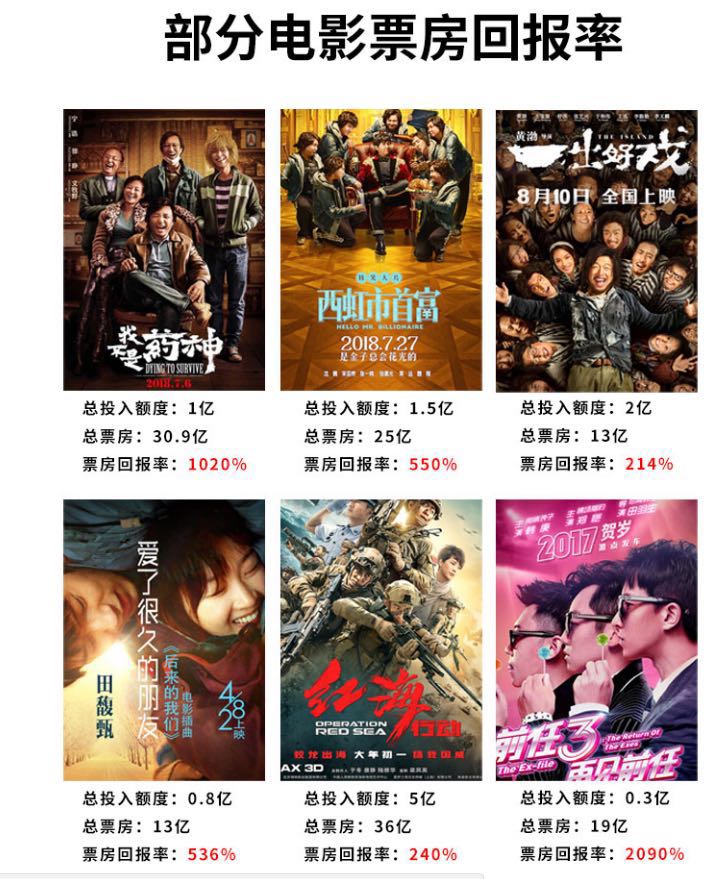 部分电影票房回报率
宁浩 徐峥 文牧野
我不是药神
DYING TO SURVIVE
2018.7.6
西虹市首富
HELLO MR. BILLIONAIRE
2018.7.27
是金子总会花光的
黄渤
THE ISLAND
一出好戏
8月10日 全国上映
总投入额度：1亿
总票房：30.9亿
票房回报率：1020%
总投入额度：1.5亿
总票房：25亿
票房回报率：550%
总投入额度：2亿
总票房：13亿
票房回报率：214%
爱了很久的朋友
《后来的我们》
电影插曲
田馥甄
4/28上映
红海行动
OPERATION
RED SEA
蛟龙出海 大年初一 扬我国威
AX 3D
2017贺岁
前任3
The Ex-file
The Return Of
The Exes
再见前任
总投入额度：0.8亿
总票房：13亿
票房回报率：536%
总投入额度：5亿
总票房：36亿
票房回报率：240%
总投入额度：0.3亿
总票房：19亿
票房回报率：2090%